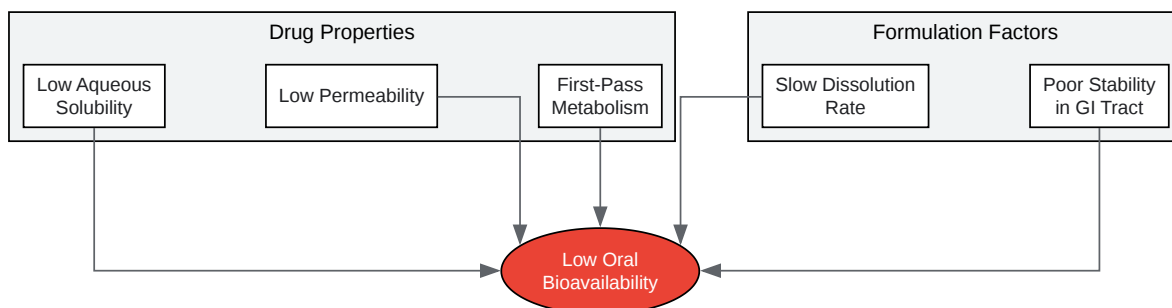 Drug Properties
Low Aqueous
Solubility
Low Permeability
First-Pass
Metabolism
Formulation Factors
Slow Dissolution
Rate
Poor Stability
in GI Tract
Low Oral
Bioavailability